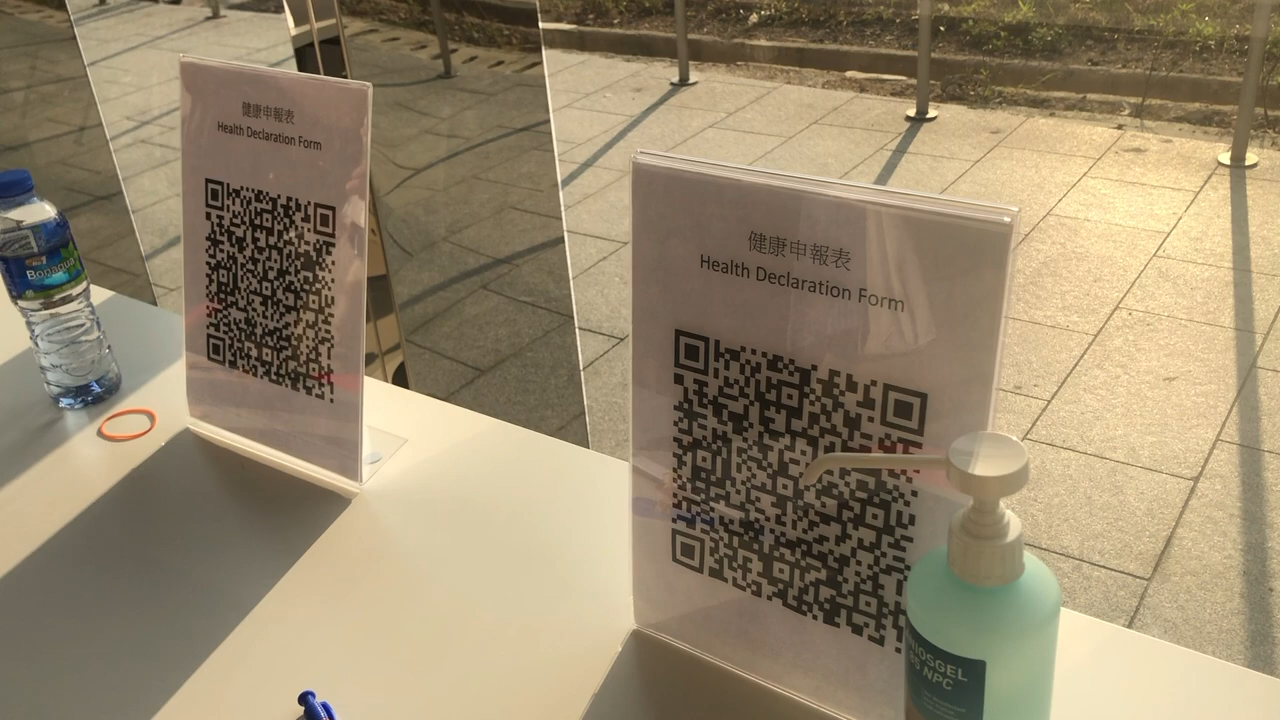 健康申報表
Health Declaration Form
Bonaqua
健康申報表
Health Declaration Form
NIOSGEL
85 NPC